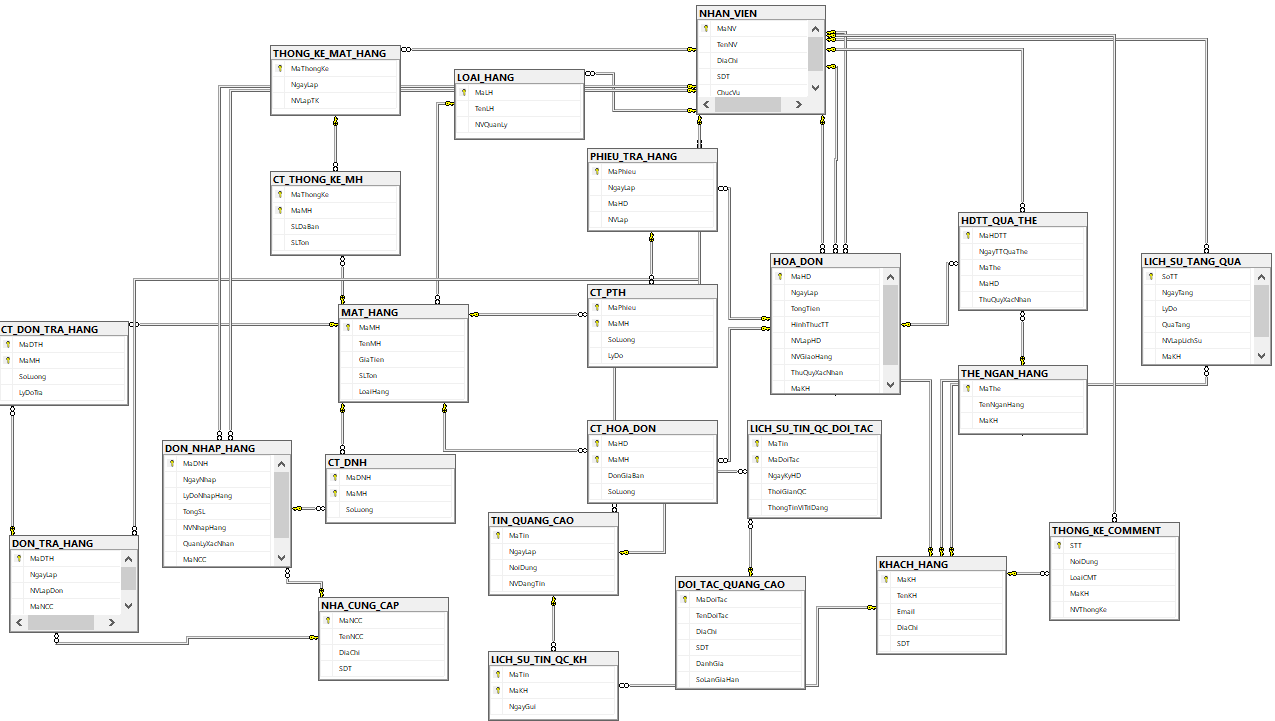 NHAN_VIEN
MaNV
TenNV
DiaChi
SDT
ChucVu
THONG_KE_MAT_HANG
MaThongKe
NgayLap
NVLapTK
LOAI_HANG
MaLH
TenLH
NVQuanLy
PHIEU_TRA_HANG
MaPhieu
NgayLap
MaHD
NVLap
CT_THONG_KE_MH
MaThongKe
MaMH
SLDaBan
SLTon
HDTT_QUA_THE
MaHDTT
NgayTTQuaThe
MaThe
MaHD
ThuQuyXacNhan
HOA_DON
MaHD
NgayLap
TongTien
HinhThucTT
NVLapHD
NVGiaoHang
ThuQuyXacNhan
MaKH
LICH_SU_TANG_QUA
SoTT
NgayTang
LyDo
QuaTang
NVLapLichSu
MaKH
CT_PTH
MaPhieu
MaMH
SoLuong
LyDo
MAT_HANG
MaMH
TenMH
GiaTien
SLTon
LoaiHang
CT_DON_TRA_HANG
MaDTH
MaMH
SoLuong
LyDoTra
THE_NGAN_HANG
MaThe
TenNganHang
MaKH
CT_HOA_DON
MaHD
MaMH
DonGiaBan
SoLuong
LICH_SU_TIN_QC_DOI_TAC
MaTin
MaDoiTac
NgayKyHD
ThoiGianQC
ThongTinViTriDang
DON_NHAP_HANG
MaDNH
NgayNhap
LyDoNhapHang
TongSL
NVNhapHang
QuanLyXacNhan
MaNCC
CT_DNH
MaDNH
MaMH
SoLuong
TIN_QUANG_CAO
MaTin
NgayLap
NoiDung
NVDangTin
THONG_KE_COMMENT
STT
NoiDung
LoaiCMT
MaKH
NVThongKe
DON_TRA_HANG
MaDTH
NgayLap
NVLapDon
MaNCC
KHACH_HANG
MaKH
TenKH
Email
DiaChi
SDT
DOI_TAC_QUANG_CAO
MaDoiTac
TenDoiTac
DiaChi
SDT
DanhGia
SoLanGiaHan
NHA_CUNG_CAP
MaNCC
TenNCC
DiaChi
SDT
LICH_SU_TIN_QC_KH
MaTin
MaKH
NgayGui